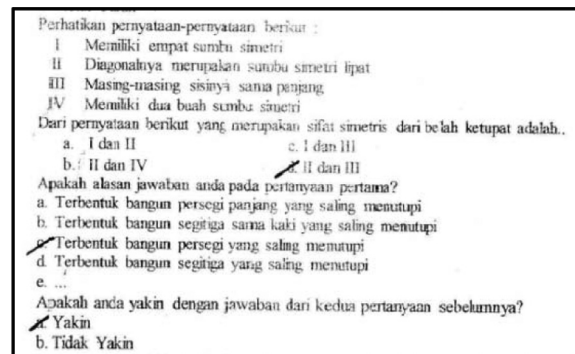 Perhatikan pernyataan-pernyataan berikut :
I Memiliki empat sumbu simetri
II Diagonalnya merupakan sumbu simetri lipat
III Masing-masing sisinya sama panjang
IV Memiliki dua buah sumbu simetri
Dari pernyataan berikut yang merupakan sifat simetris dari belah ketupat adalah..
a. I dan II c. I dan III
b. II dan IV d. II dan III
Apakah alasan jawaban anda pada pertanyaan pertama?
a. Terbentuk bangun persegi panjang yang saling menutupi
b. Terbentuk bangun segitiga sama kaki yang saling menutupi
c. Terbentuk bangun persegi yang saling menutupi
d. Terbentuk bangun segitiga yang saling menutupi
e. ...
Apakah anda yakin dengan jawaban dari kedua pertanyaan sebelumnya?
a. Yakin
b. Tidak Yakin